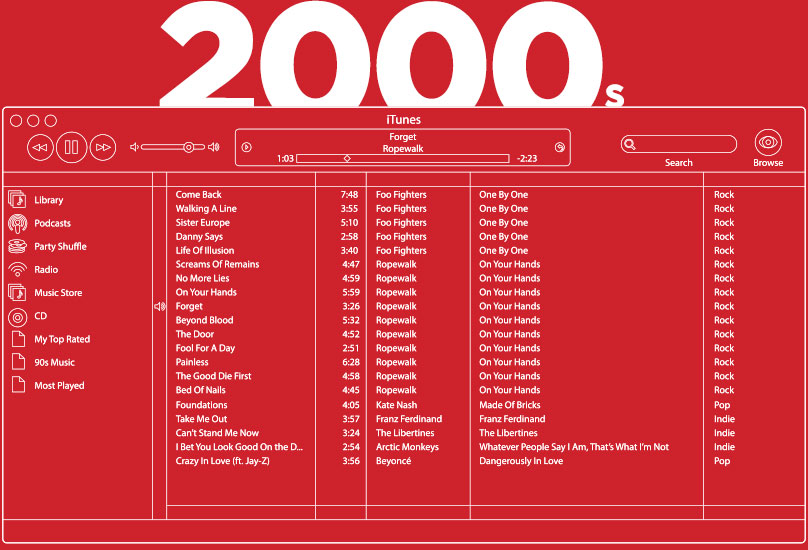 2000s
iTunes
Forget
Ropewalk
1:03 -2:23
Search
Browse
Library
Podcasts
Party Shuffle
Radio
Music Store
CD
My Top Rated
90s Music
Most Played
Come Back 7:48 Foo Fighters One By One Rock
Walking A Line 3:55 Foo Fighters One By One Rock
Sister Europe 5:10 Foo Fighters One By One Rock
Danny Says 2:58 Foo Fighters One By One Rock
Life Of Illusion 3:40 Foo Fighters One By One Rock
Screams Of Remains 4:47 Ropewalk On Your Hands Rock
No More Lies 4:59 Ropewalk On Your Hands Rock
On Your Hands 5:59 Ropewalk On Your Hands Rock
Forget 3:26 Ropewalk On Your Hands Rock
Beyond Blood 5:32 Ropewalk On Your Hands Rock
The Door 4:52 Ropewalk On Your Hands Rock
Fool For A Day 2:51 Ropewalk On Your Hands Rock
Painless 6:28 Ropewalk On Your Hands Rock
The Good Die First 4:58 Ropewalk On Your Hands Rock
Bed Of Nails 4:45 Ropewalk On Your Hands Rock
Foundations 4:05 Kate Nash Made Of Bricks Pop
Take Me Out 3:57 Franz Ferdinand Franz Ferdinand Indie
Can't Stand Me Now 3:24 The Libertines The Libertines Indie
I Bet You Look Good On the D... 2:54 Arctic Monkeys Whatever People Say I Am, That's What I'm Not Indie
Crazy In Love (ft. Jay-Z) 3:56 Beyoncé Dangerously In Love Pop